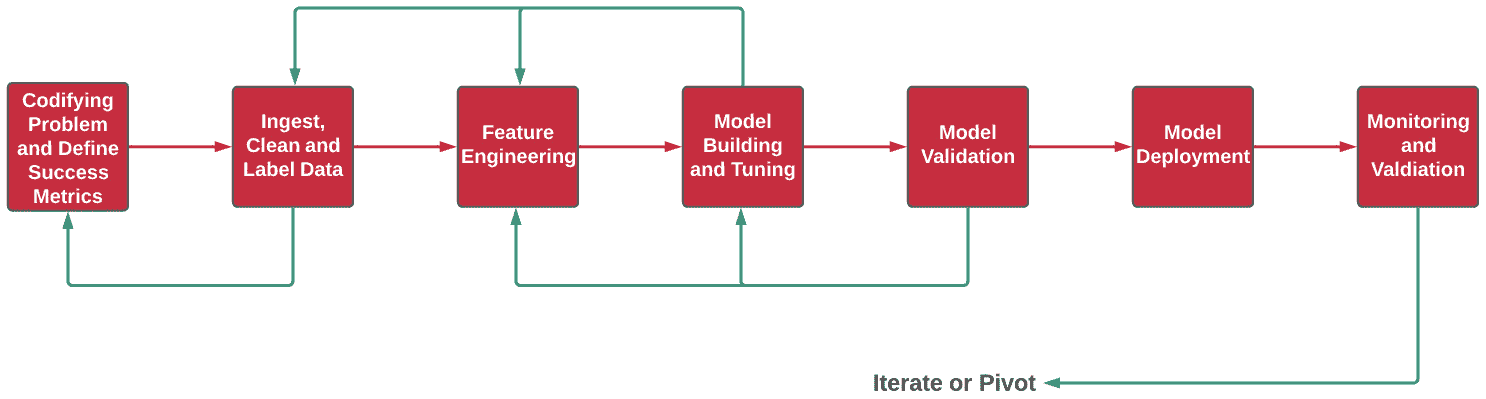 Codifying
Problem
and Define
Success
Metrics
Ingest,
Clean and
Label Data
Feature
Engineering
Model
Building
and Tuning
Model
Validation
Model
Deployment
Monitoring
and
Valdiation
Iterate or Pivot